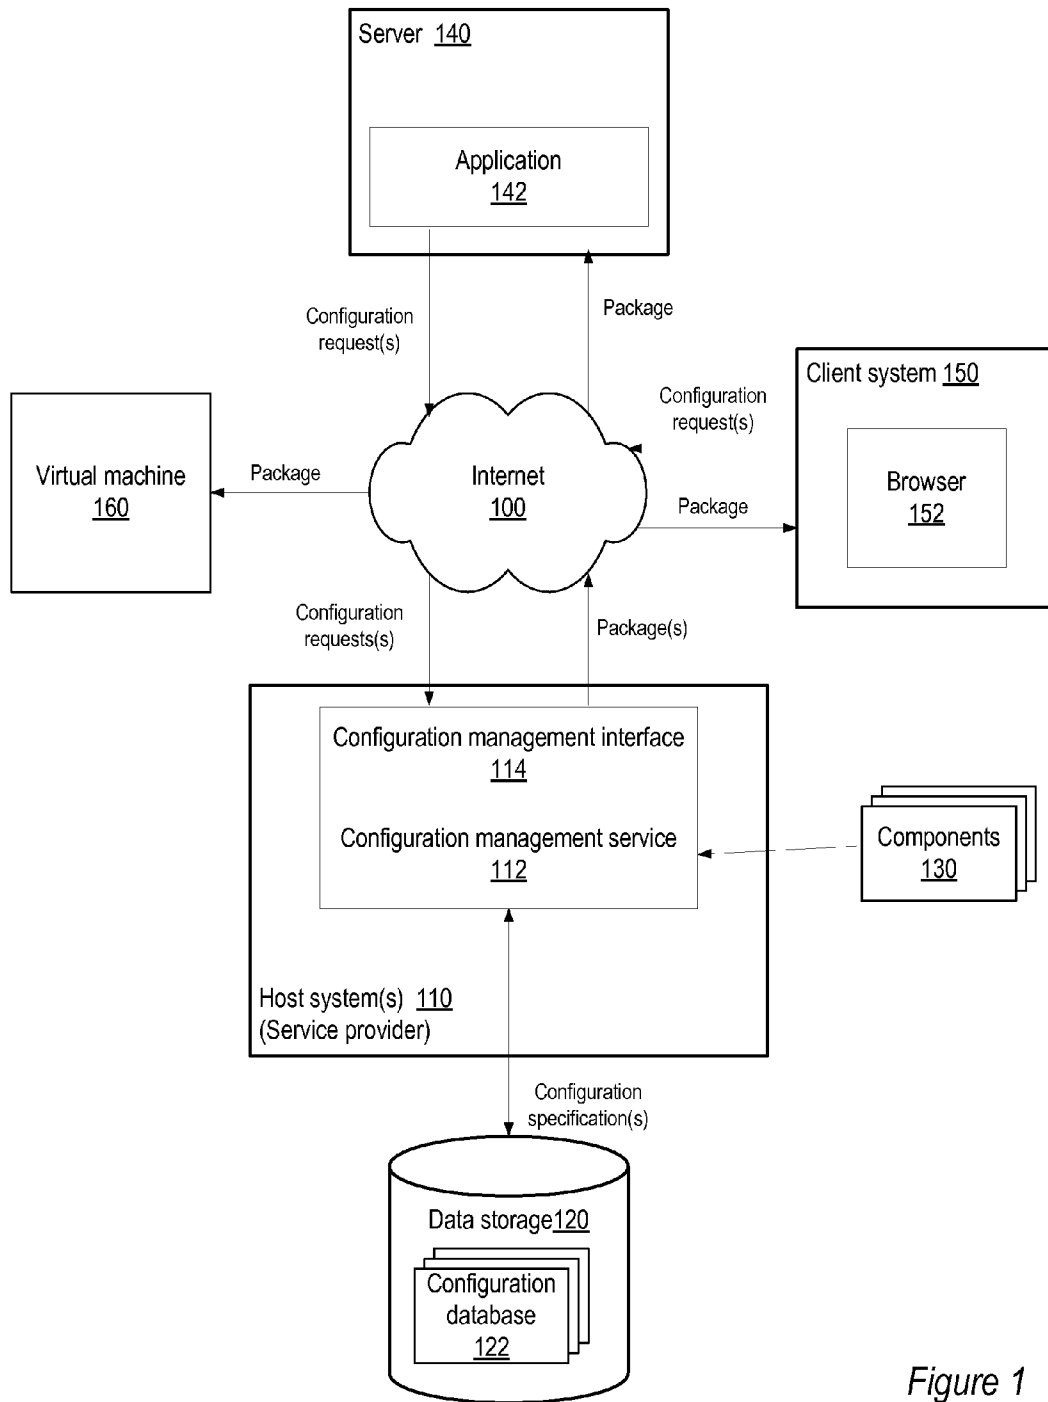 Server 140
Application
142
Configuration
request(s)
Package
Client system 150
Configuration
request(s)
Browser
152
Virtual machine
160
Package
Internet
100
Package
Configuration
requests(s)
Package(s)
Configuration management interface
114
Configuration management service
112
Components
130
Host system(s) 110
(Service provider)
Configuration
specification(s)
Data storage120
Configuration
database
122
Figure 1